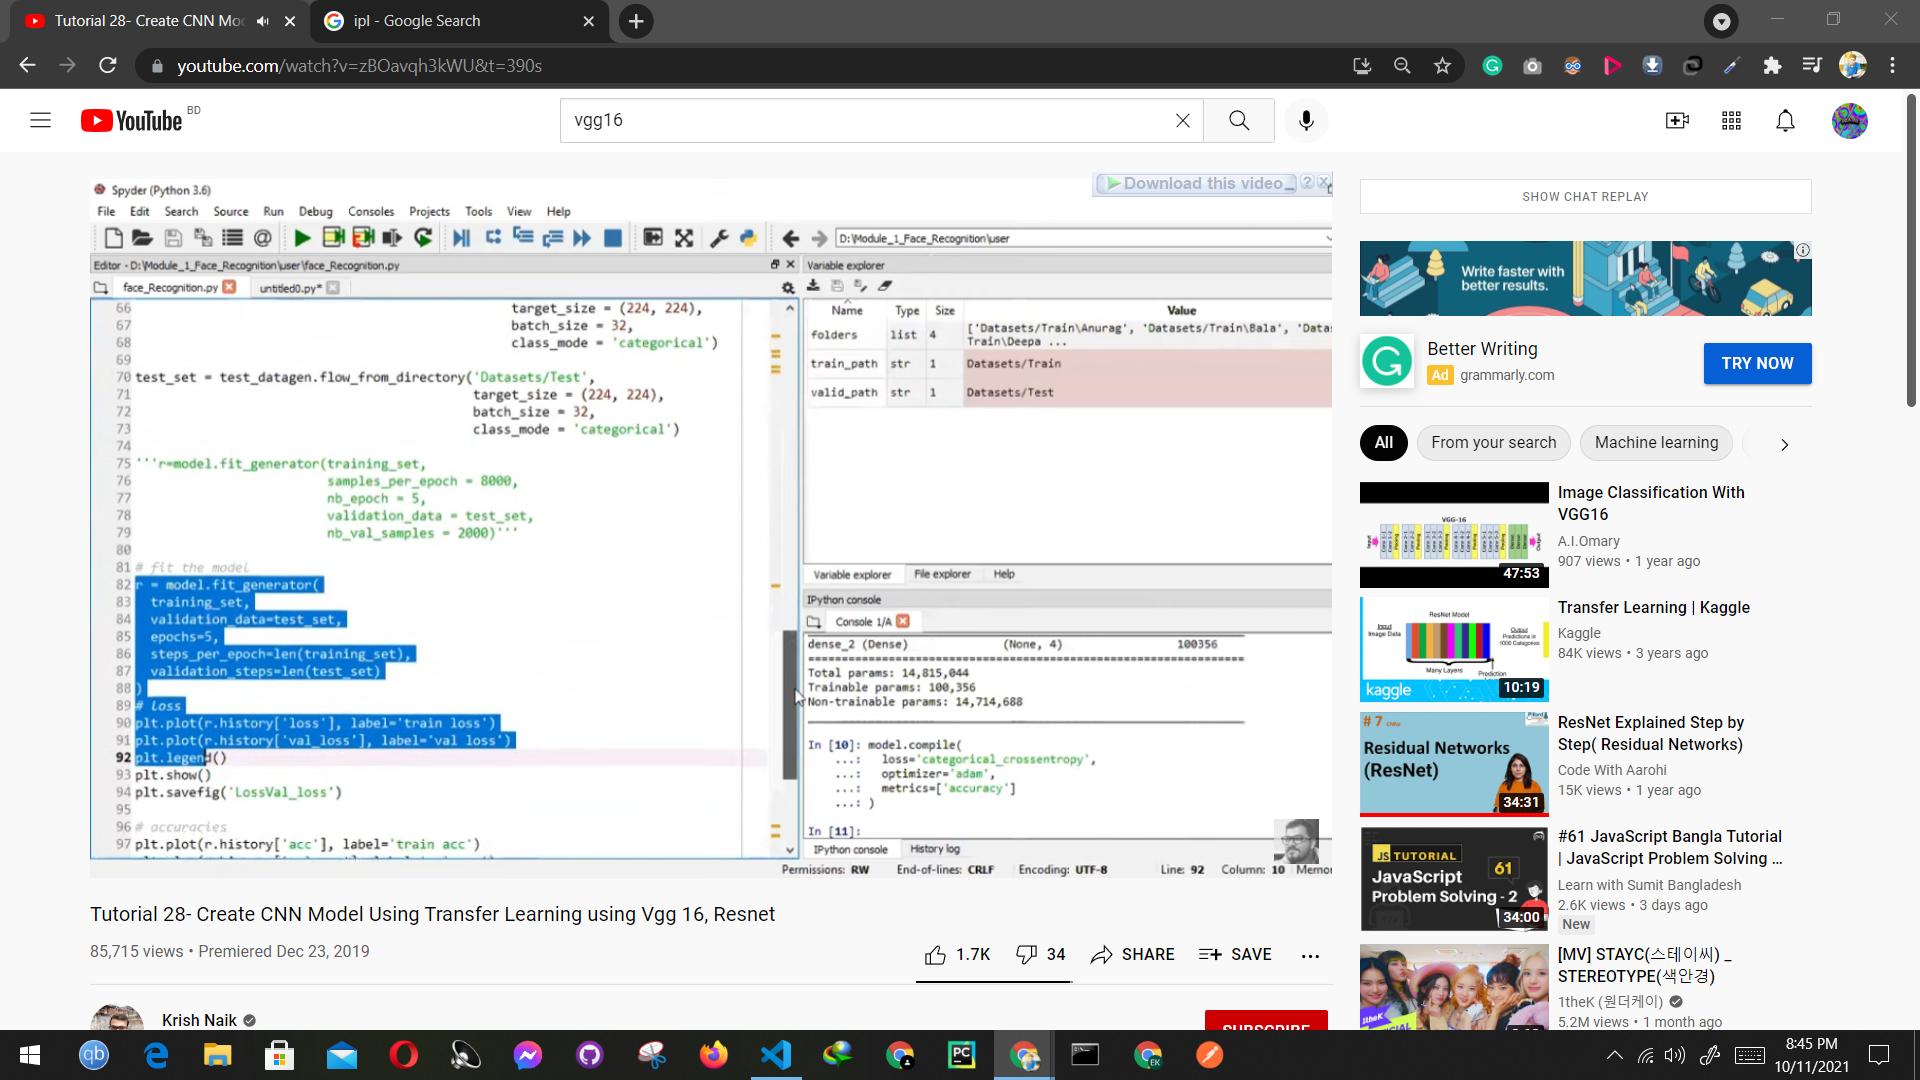 Tutorial 28- Create CNN Mo
ipl - Google Search
youtube.com/watch?v=zBOavqh3kWU&t=390s
YouTube BD
vgg16
Spyder (Python 3.6)
File Edit Search Source Run Debug Consoles Projects Tools View Help
D:\Module_1_Face_Recognition\user
Editor - D:\Module_1_Face_Recognition\user\face_Recognition.py
face_Recognition.py untitled0.py*
66 target_size = (224, 224),
67 batch_size = 32,
68 class_mode = 'categorical')
69
70 test_set = test_datagen.flow_from_directory('Datasets/Test',
71 target_size = (224, 224),
72 batch_size = 32,
73 class_mode = 'categorical')
74
75 '''r=model.fit_generator(training_set,
76 samples_per_epoch = 8000,
77 nb_epoch = 5,
78 validation_data = test_set,
79 nb_val_samples = 2000)'''
80
81 # fit the model
82 r = model.fit_generator(
83 training_set,
84 validation_data=test_set,
85 epochs=5,
86 steps_per_epoch=len(training_set),
87 validation_steps=len(test_set)
88 )
89 # loss
90 plt.plot(r.history['loss'], label='train loss')
91 plt.plot(r.history['val_loss'], label='val loss')
92 plt.legend()
93 plt.show()
94 plt.savefig('LossVal_loss')
95
96 # accuracies
97 plt.plot(r.history['acc'], label='train acc')
Download this video
Variable explorer
Name Type Size Value
folders list 4 ['Datasets/Train\Anurag', 'Datasets/Train\Bala', 'Datas
Train\Deepa ...
train_path str 1 Datasets/Train
valid_path str 1 Datasets/Test
Variable explorer File explorer Help
IPython console
Console 1/A
dense_2 (Dense) (None, 4) 100356
Total params: 14,815,044
Trainable params: 100,356
Non-trainable params: 14,714,688
In [10]: model.compile(
...: loss='categorical_crossentropy',
...: optimizer='adam',
...: metrics=['accuracy']
...: )
In [11]:
IPython console History log
Permissions: RW End-of-lines: CRLF Encoding: UTF-8 Line: 92 Column: 10 Memo
Tutorial 28- Create CNN Model Using Transfer Learning using Vgg 16, Resnet
85,715 views • Premiered Dec 23, 2019
1.7K 34 SHARE SAVE
Krish Naik
SUBSCRIBE
SHOW CHAT REPLAY
Write faster with
better results.
Better Writing
Ad grammarly.com
TRY NOW
All From your search Machine learning
VGG-16
47:53
Image Classification With
VGG16
A.I.Omary
907 views • 1 year ago
ResNet Model
Input
Image Data
Output
Predictions in
1000 Categories
Many Layers
Prediction
kaggle
10:19
Transfer Learning | Kaggle
Kaggle
84K views • 3 years ago
# 7
Residual Networks
(ResNet)
34:31
ResNet Explained Step by
Step( Residual Networks)
Code With Aarohi
15K views • 1 year ago
JS TUTORIAL 61
JavaScript
Problem Solving - 2
34:00
#61 JavaScript Bangla Tutorial
| JavaScript Problem Solving ...
Learn with Sumit Bangladesh
2.6K views • 3 days ago
New
[MV] STAYC(스테이씨) _
STEREOTYPE(색안경)
1theK (원더케이)
5.2M views • 1 month ago
8:45 PM
10/11/2021